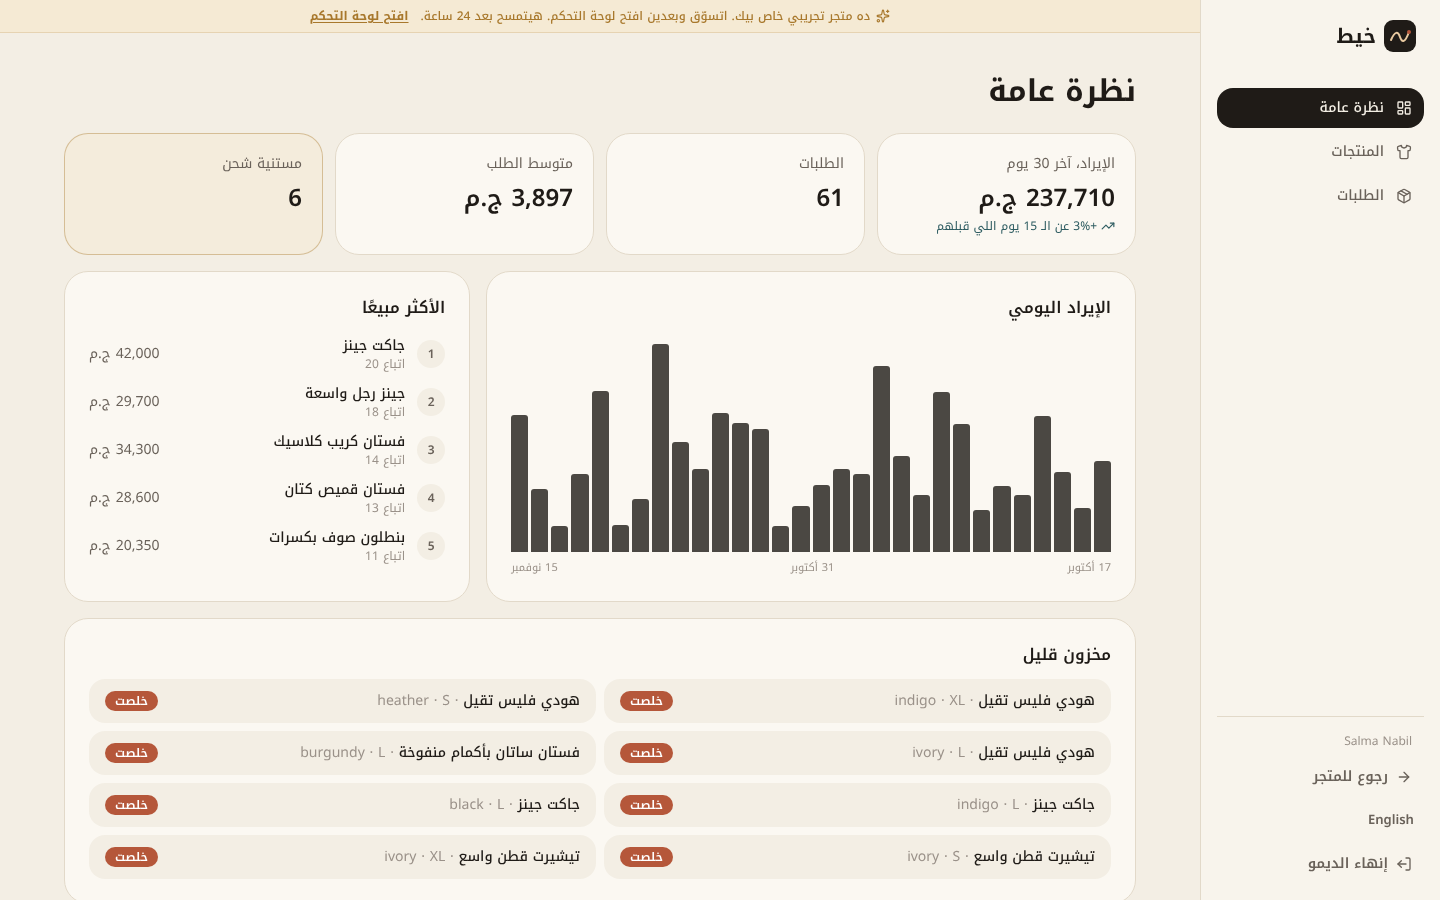 ده متجر تجريبي خاص بيك. اتسوّق وبعدين افتح لوحة التحكم. هيتمسح بعد 24 ساعة. افتح لوحة التحكم
خيط
نظرة عامة
المنتجات
الطلبات
نظرة عامة
الإيراد، آخر 30 يوم
237,710 ج.م
+3% عن الـ 15 يوم اللي قبلهم
الطلبات
61
متوسط الطلب
3,897 ج.م
مستنية شحن
6
الإيراد اليومي
17 أكتوبر
31 أكتوبر
15 نوفمبر
الأكثر مبيعًا
1 جاكت جينز 42,000 ج.م
اتباع 20
2 جينز رجل واسعة 29,700 ج.م
اتباع 18
3 فستان كريب كلاسيك 34,300 ج.م
اتباع 14
4 فستان قميص كتان 28,600 ج.م
اتباع 13
5 بنطلون صوف بكسرات 20,350 ج.م
اتباع 11
مخزون قليل
هودي فليس تقيل · indigo · XL خلصت
هودي فليس تقيل · heather · S خلصت
هودي فليس تقيل · ivory · L خلصت
فستان ساتان بأكمام منفوخة · burgundy · L خلصت
جاكت جينز · indigo · L خلصت
جاكت جينز · black · L خلصت
تيشيرت قطن واسع · ivory · S خلصت
تيشيرت قطن واسع · ivory · XL خلصت
Salma Nabil
رجوع للمتجر
English
إنهاء الديمو